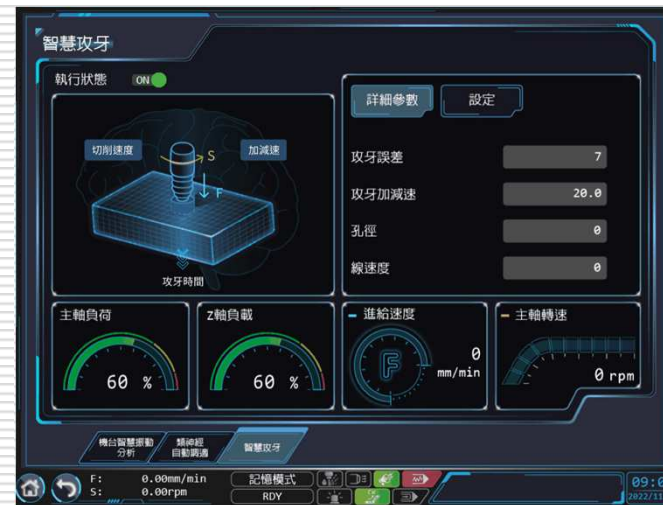 智慧攻牙
執行狀態 ON
切削速度
S
加減速
F
攻牙時間
詳細參數 設定
攻牙誤差 7
攻牙加減速 20.0
孔徑 0
線速度 0
主軸負荷
60 %
Z軸負載
60 %
進給速度
F
0
mm/min
主軸轉速
0 rpm
機台智慧振動
分析
類神經
自動調適
智慧攻牙
F: 0.00mm/min
S: 0.00rpm
記憶模式
RDY
09:0
2022/11